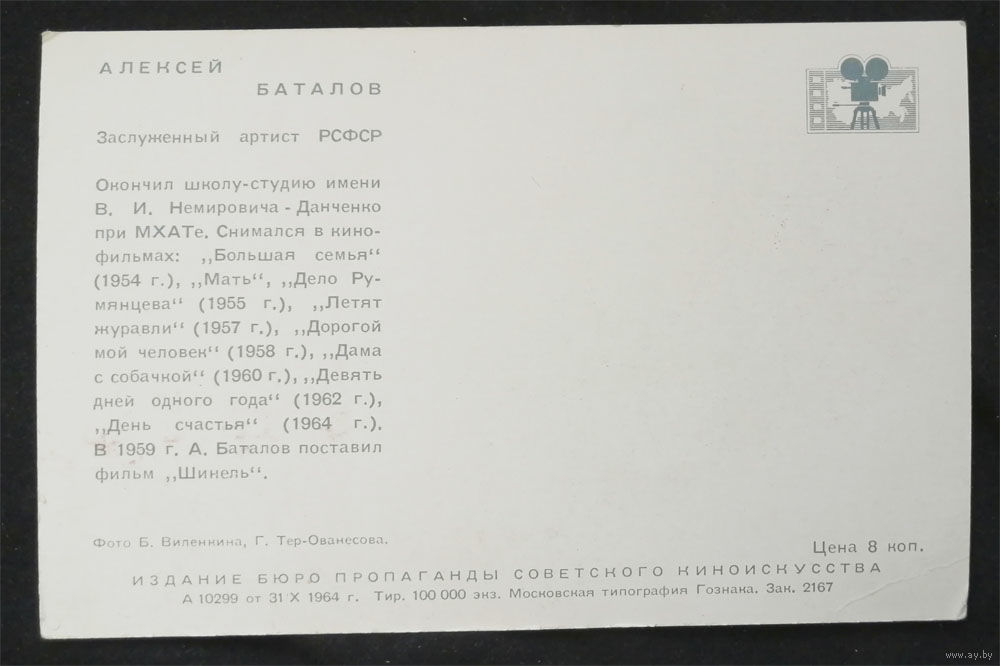 АЛЕКСЕЙ
БАТАЛОВ
Заслуженный артист РСФСР
Окончил школу-студию имени
В. И. Немировича - Данченко
при МХАТе. Снимался в кино-
фильмах: „Большая семья“
(1954 г.), „Мать“, „Дело Ру-
мянцева“ (1955 г.), „Летят
журавли“ (1957 г.), „Дорогой
мой человек“ (1958 г.), „Дама
с собачкой“ (1960 г.), „Девять
дней одного года“ (1962 г.),
„День счастья“ (1964 г.).
В 1959 г. А. Баталов поставил
фильм „Шинель“.
Фото Б. Виленкина, Г. Тер-Ованесова.
Цена 8 коп.
ИЗДАНИЕ БЮРО ПРОПАГАНДЫ СОВЕТСКОГО КИНОИСКУССТВА
А 10299 от 31 X 1964 г. Тир. 100 000 экз. Московская типография Гознака. Зак. 2167
www.ay.by